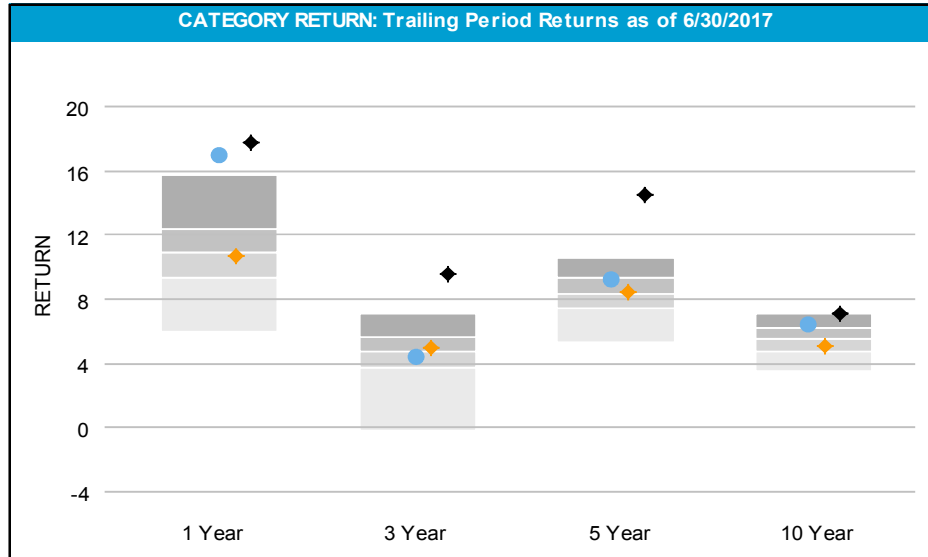 CATEGORY RETURN: Trailing Period Returns as of 6/30/2017
20
16
12
8
4
0
-4
RETURN
1 Year
3 Year
5 Year
10 Year